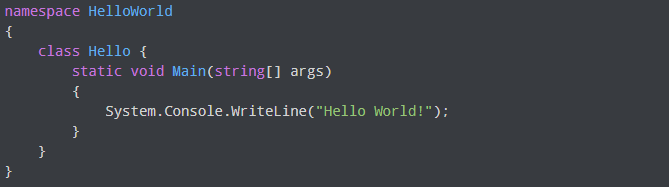 namespace HelloWorld
{
    class Hello {
        static void Main(string[] args)
        {
            System.Console.WriteLine("Hello World!");
        }
    }
}